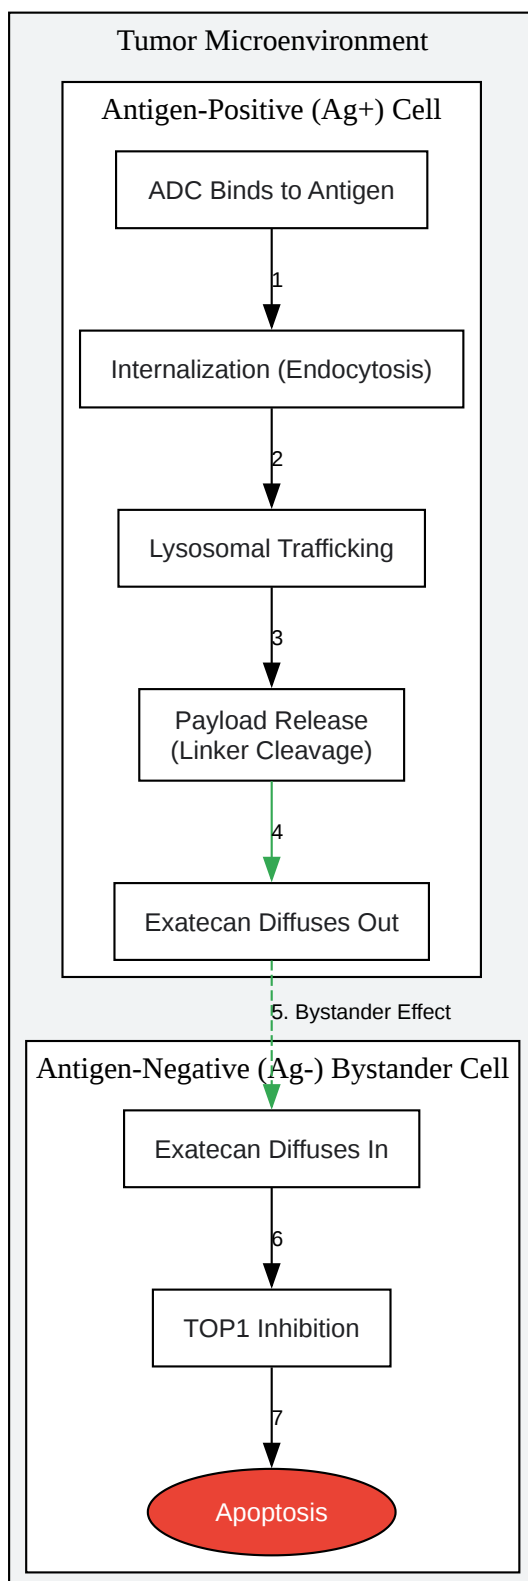 Tumor Microenvironment
Antigen-Positive (Ag+) Cell
ADC Binds to Antigen
1
Internalization (Endocytosis)
2
Lysosomal Trafficking
3
Payload Release
(Linker Cleavage)
4
Exatecan Diffuses Out
5. Bystander Effect
Antigen-Negative (Ag-) Bystander Cell
Exatecan Diffuses In
6
TOP1 Inhibition
7
Apoptosis